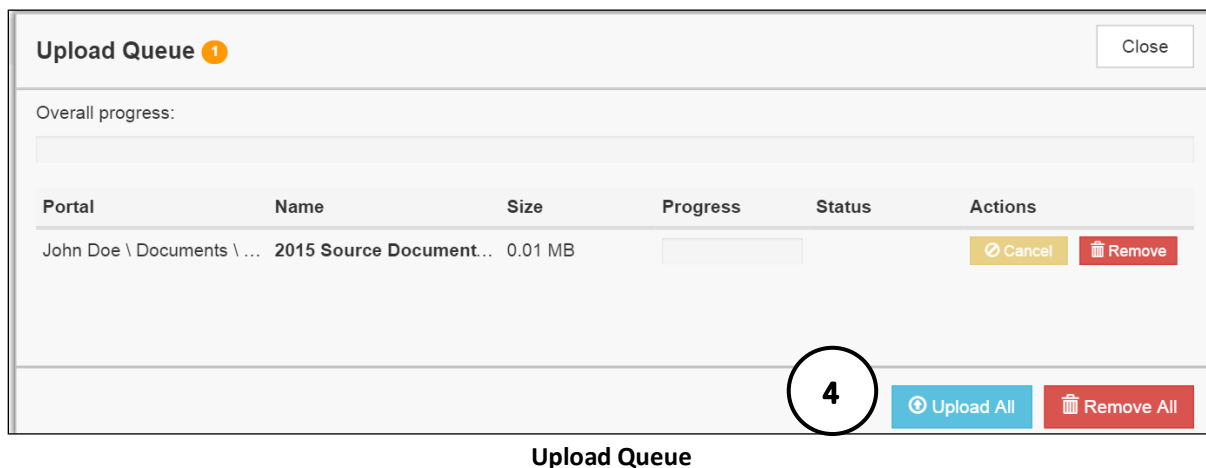 Upload Queue 1
Close
Overall progress:
Portal Name Size Progress Status Actions
John Doe \ Documents \ ... 2015 Source Document... 0.01 MB Cancel Remove
4 Upload All Remove All
Upload Queue